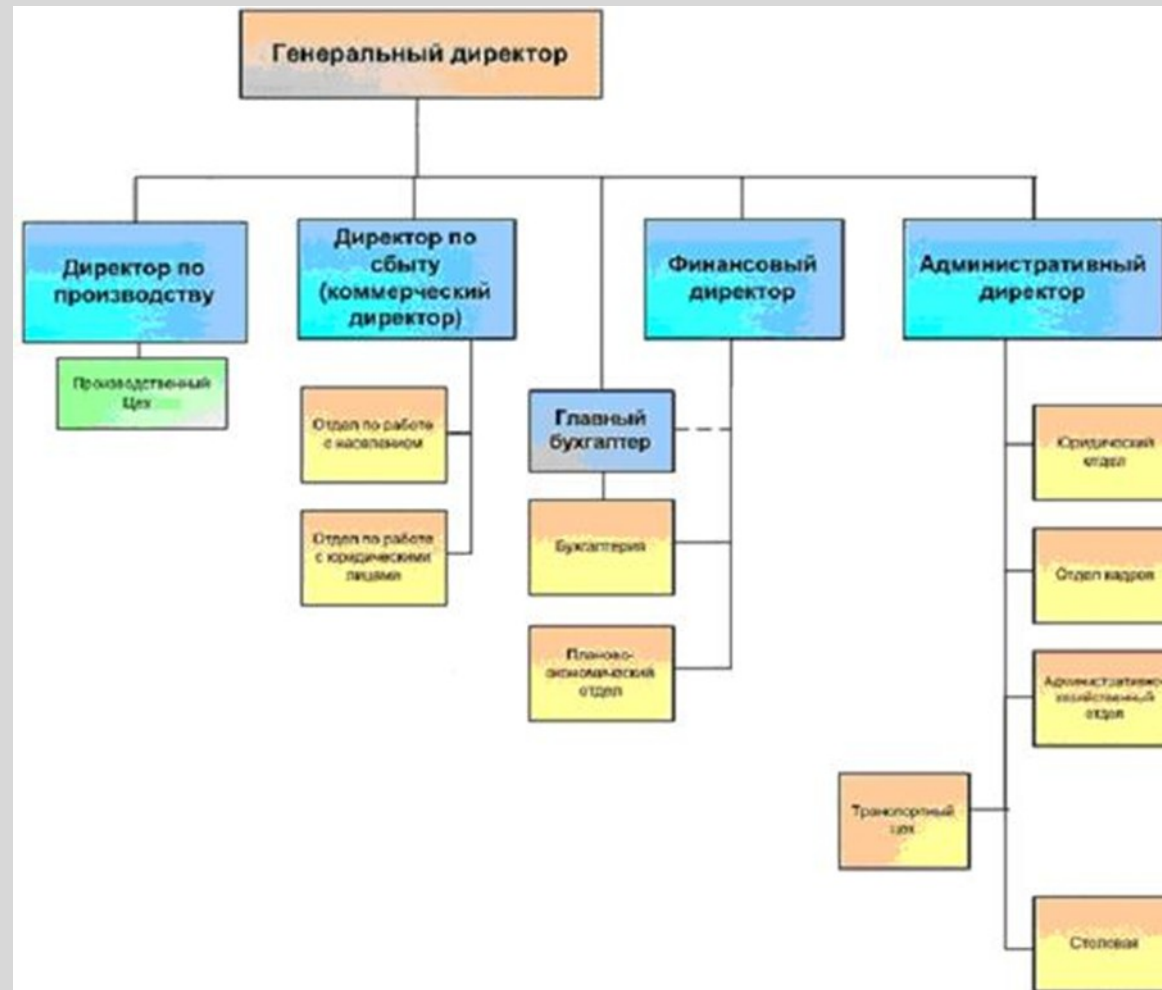 Генеральный директор
Директор по
производству
Директор по
сбыту
(коммерческий
директор)
Финансовый
директор
Административный
директор
Производственный
Цех
Отдел по работе
с населением
Отдел по работе
с юридическими
лицами
Главный
бухгалтер
Бухгалтерия
Планово-
экономический
отдел
Юридический
отдел
Отдел кадров
Административно-
хозяйственный
отдел
Транспортный
цех
Столовая